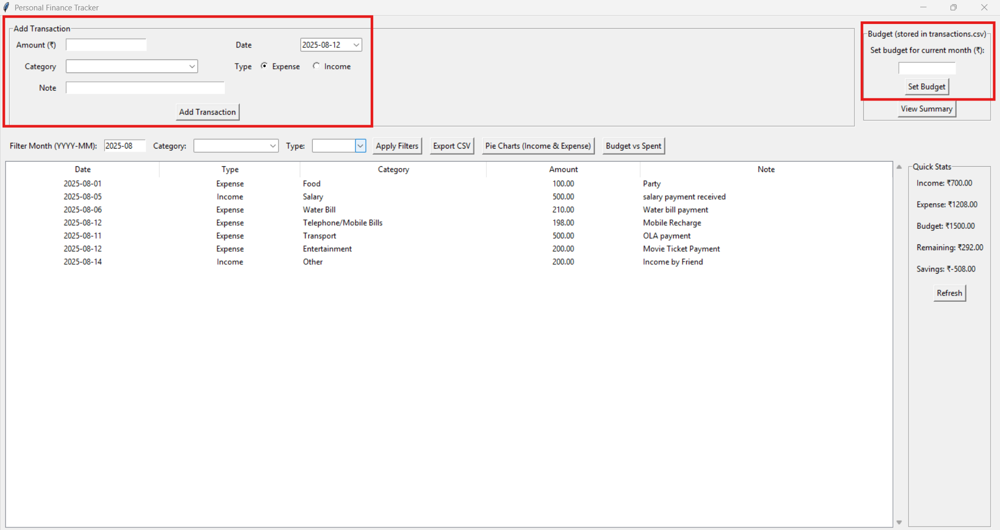 Personal Finance Tracker
Add Transaction
Amount (₹)
Date 2025-08-12
Category
Type Expense Income
Note
Add Transaction
Budget (stored in transactions.csv)
Set budget for current month (₹):
Set Budget
View Summary
Filter Month (YYYY-MM): 2025-08 Category: Type: Apply Filters Export CSV Pie Charts (Income & Expense) Budget vs Spent
Date Type Category Amount Note
2025-08-01 Expense Food 100.00 Party
2025-08-05 Income Salary 500.00 salary payment received
2025-08-06 Expense Water Bill 210.00 Water bill payment
2025-08-12 Expense Telephone/Mobile Bills 198.00 Mobile Recharge
2025-08-11 Expense Transport 500.00 OLA payment
2025-08-12 Expense Entertainment 200.00 Movie Ticket Payment
2025-08-14 Income Other 200.00 Income by Friend
Quick Stats
Income: ₹700.00
Expense: ₹1208.00
Budget: ₹1500.00
Remaining: ₹292.00
Savings: ₹-508.00
Refresh